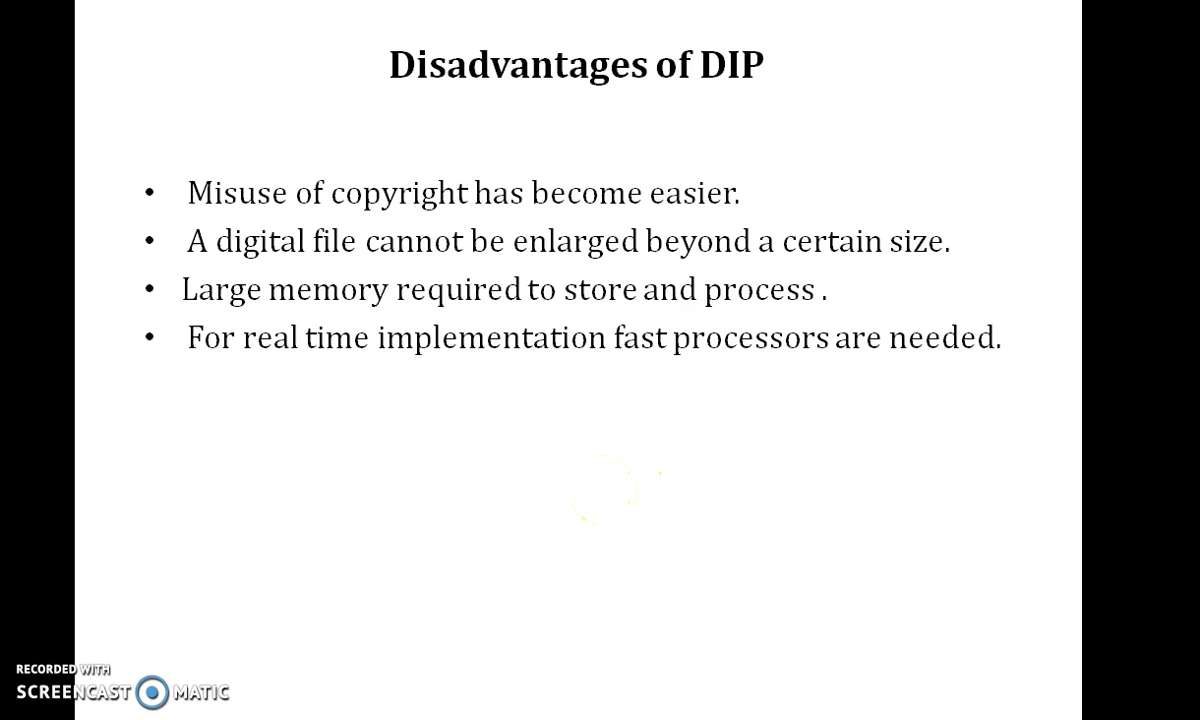 Disadvantages of DIP
• Misuse of copyright has become easier.
• A digital file cannot be enlarged beyond a certain size.
• Large memory required to store and process .
• For real time implementation fast processors are needed.
RECORDED WITH
SCREENCAST MATIC